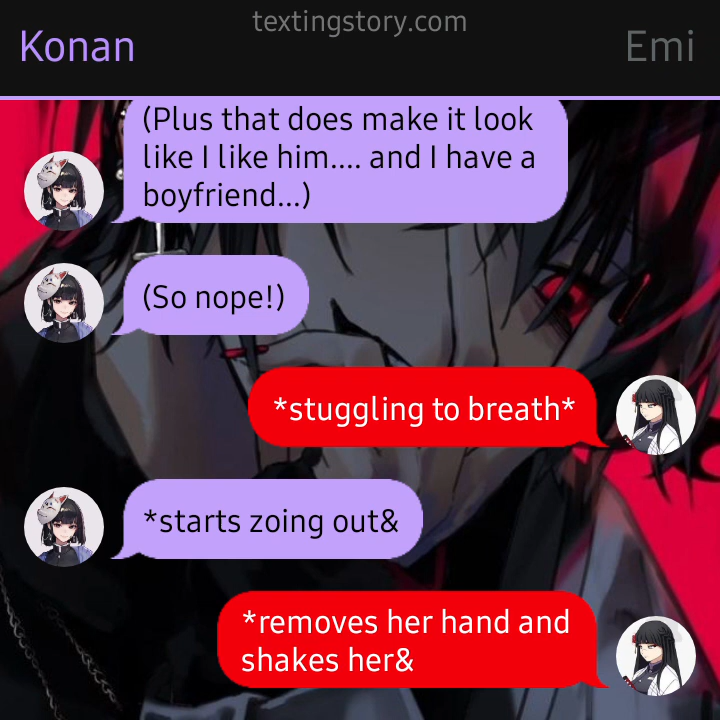 textingstory.com
Konan
Emi
(Plus that does make it look
like I like him.... and I have a
boyfriend...)
(So nope!)
*stuggling to breath*
*starts zoing out&
*removes her hand and
shakes her&